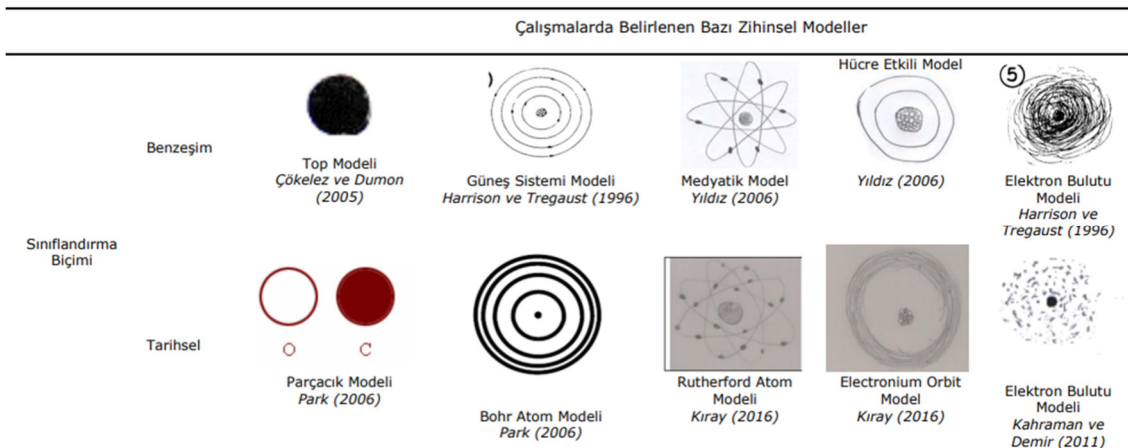 Çalışmalarda Belirlenen Bazı Zihinsel Modeller
Sınıflandırma
Biçimi
Benzeşim
Top Modeli
Çökelez ve Dumon
(2005)
)
Güneş Sistemi Modeli
Harrison ve Tregaust (1996)
Medyatik Model
Yıldız (2006)
Hücre Etkili Model
Yıldız (2006)
(5)
Elektron Bulutu
Modeli
Harrison ve
Tregaust (1996)
Tarihsel
O C
Parçacık Modeli
Park (2006)
Bohr Atom Modeli
Park (2006)
Rutherford Atom
Modeli
Kıray (2016)
Electronium Orbit
Model
Kıray (2016)
Elektron Bulutu
Modeli
Kahraman ve
Demir (2011)